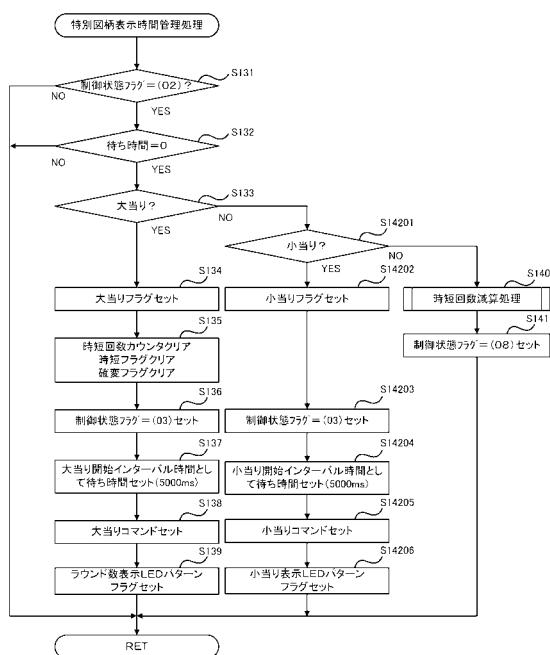 特別図柄表示時間管理処理
S131
制御状態フラグ=(02)?
NO
YES
S132
待ち時間=0
NO
YES
S133
大当り?
NO
YES
S14201
小当り?
NO
YES
S134
大当りフラグセット
S14202
小当りフラグセット
S140
時短回数減算処理
S141
制御状態フラグ=(08)セット
S135
時短回数カウンタクリア
時短フラグクリア
確変フラグクリア
S136
制御状態フラグ=(03)セット
S14203
制御状態フラグ=(03)セット
S137
大当り開始インターバル時間とし
て待ち時間セット(5000ms)
S14204
小当り開始インターバル時間とし
て待ち時間セット(5000ms)
S138
大当りコマンドセット
S14205
小当りコマンドセット
S139
ラウンド数表示LEDパターン
フラグセット
S14206
小当り表示LEDパターン
フラグセット
RET